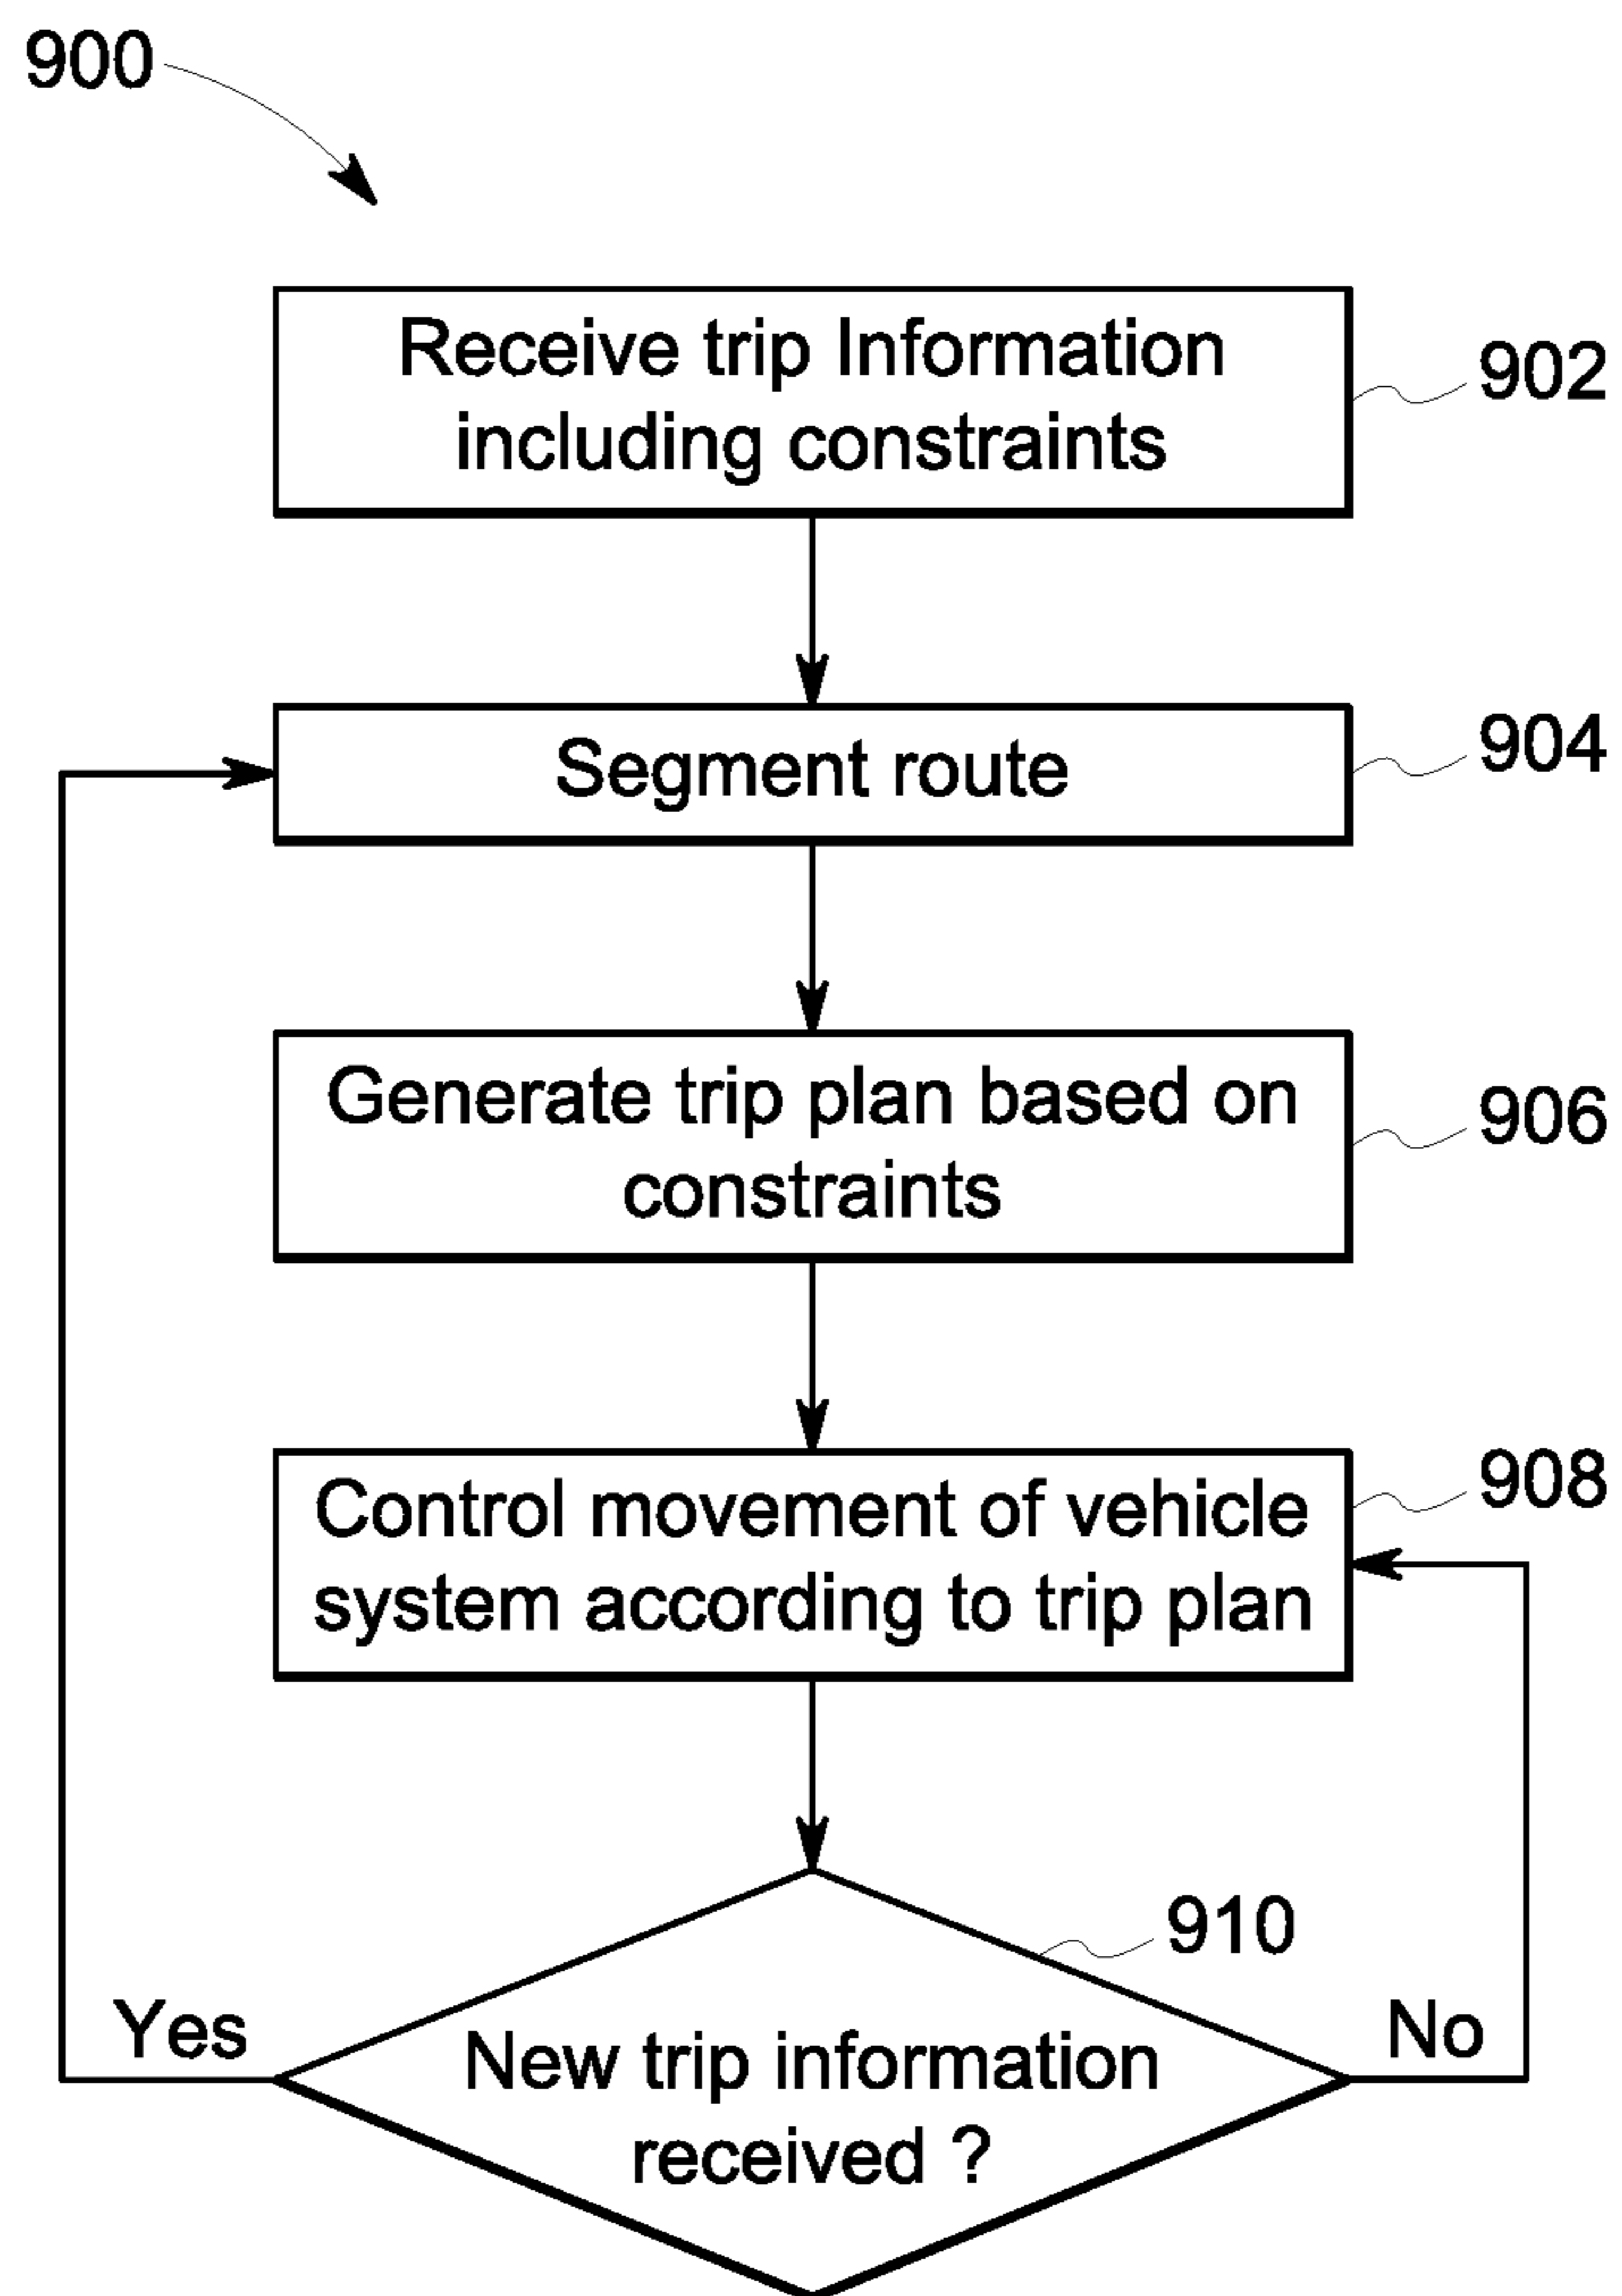 900
Receive trip Information
including constraints
902
Segment route
904
Generate trip plan based on
constraints
906
Control movement of vehicle
system according to trip plan
908
910
Yes
No
New trip information
received ?